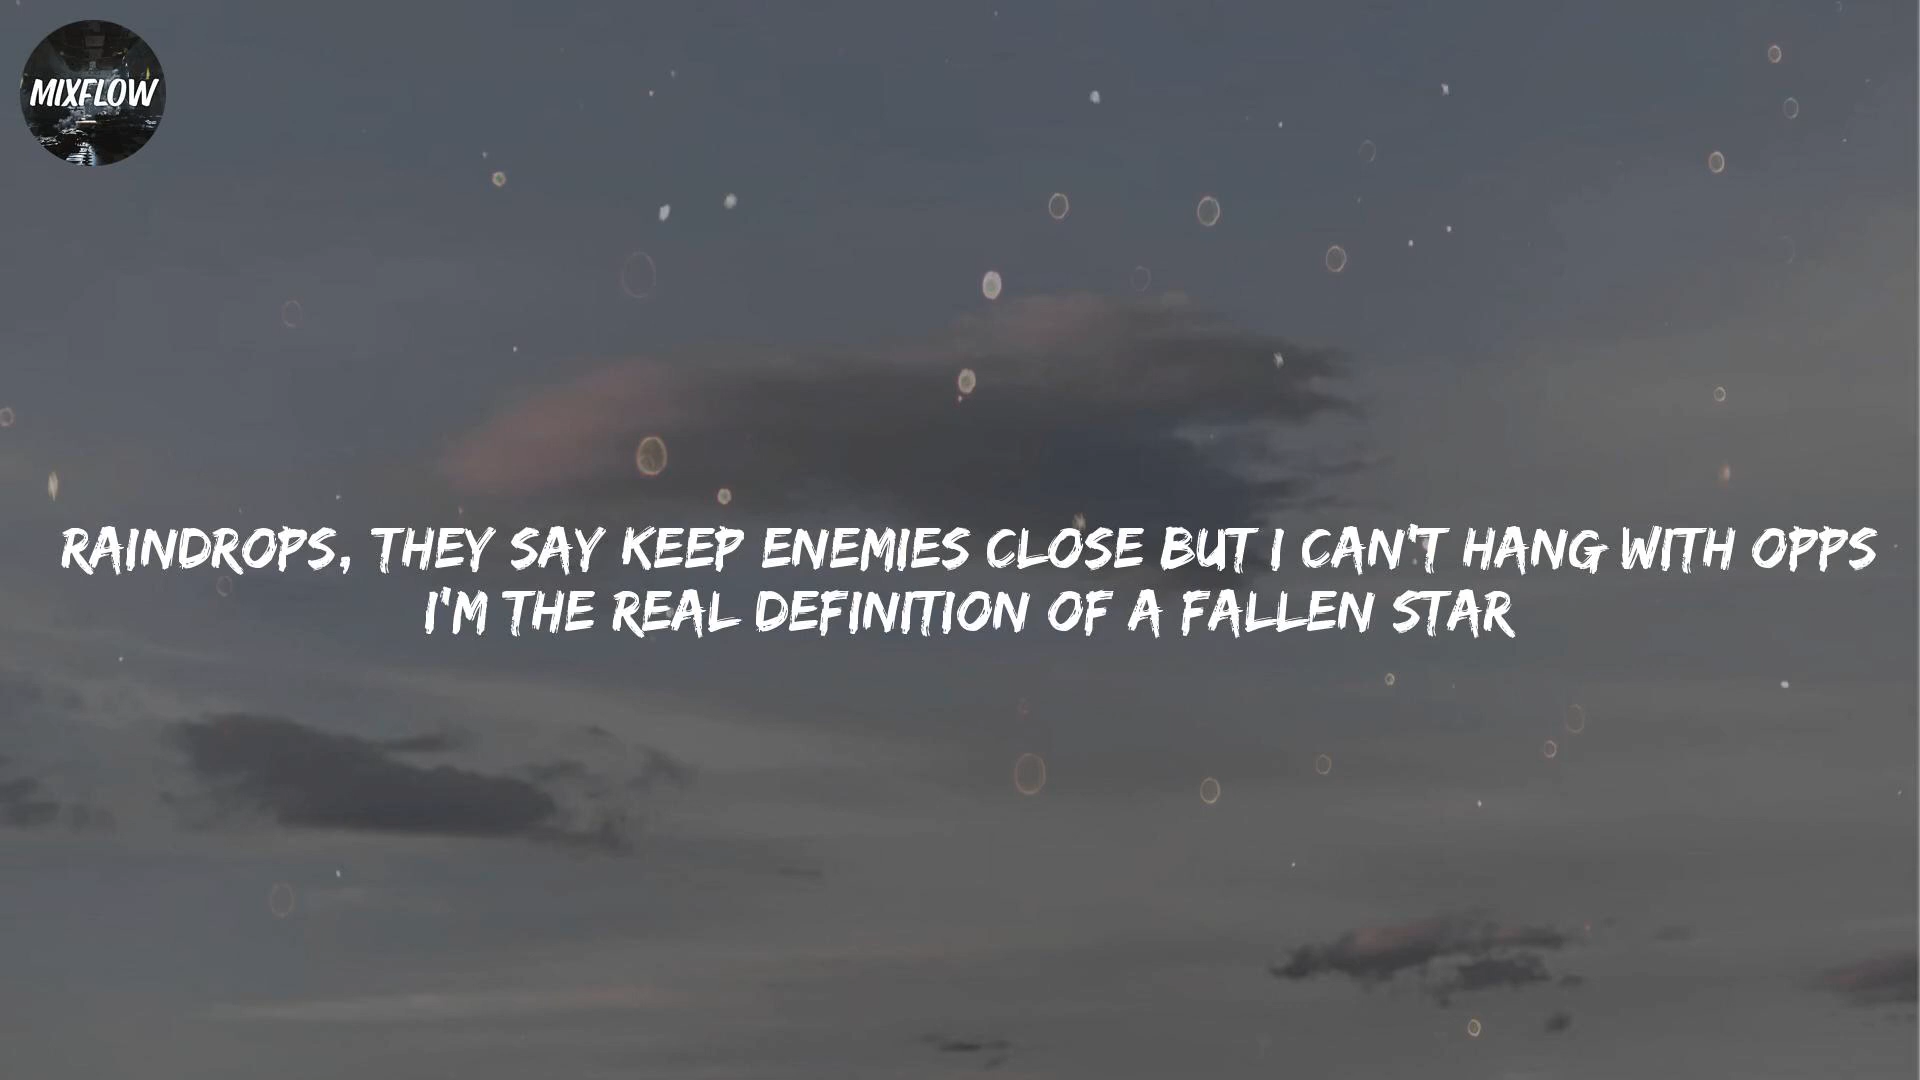 MIXFLOW
RAINDROPS, THEY SAY KEEP ENEMIES CLOSE BUT I CAN'T HANG WITH OPPS
I'M THE REAL DEFINITION OF A FALLEN STAR